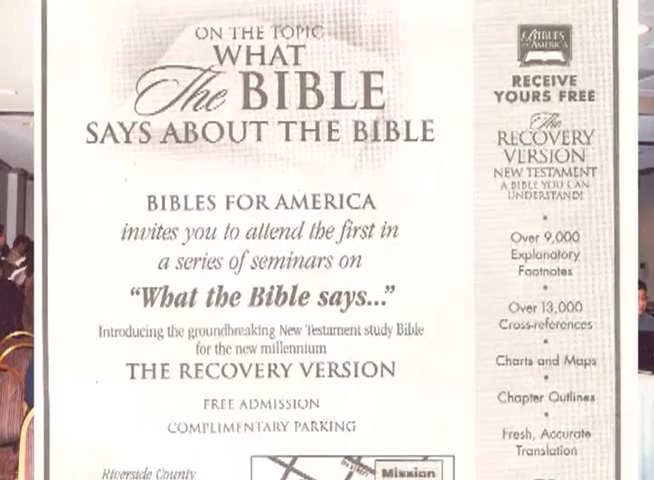 ON THE TOPIC
WHAT
The BIBLE
SAYS ABOUT THE BIBLE
BIBLES FOR AMERICA
invites you to attend the first in
a series of seminars on
“What the Bible says...”
Introducing the groundbreaking New Testament study Bible
for the new millennium
THE RECOVERY VERSION
FREE ADMISSION
COMPLIMENTARY PARKING
Riverside County
Mission
BIBLES
FOR AMERICA
RECEIVE
YOURS FREE
The
RECOVERY
VERSION
NEW TESTAMENT
A BIBLE YOU CAN
UNDERSTAND!
Over 9,000
Explanatory
Footnotes
Over 13,000
Cross-references
Charts and Maps
Chapter Outlines
Fresh, Accurate
Translation